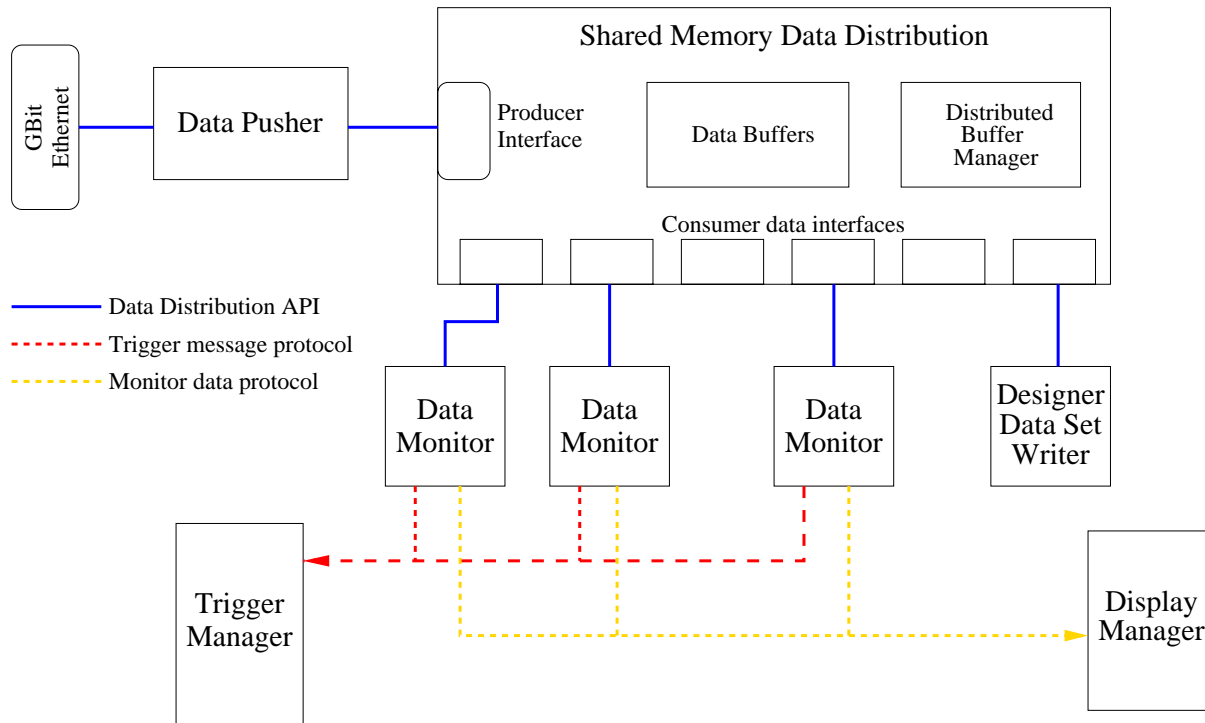 Shared Memory Data Distribution
GBit
Ethernet
Data Pusher
Producer
Interface
Data Buffers
Distributed
Buffer
Manager
Consumer data interfaces
Data Distribution API
Trigger message protocol
Monitor data protocol
Data
Monitor
Data
Monitor
Data
Monitor
Designer
Data Set
Writer
Trigger
Manager
Display
Manager